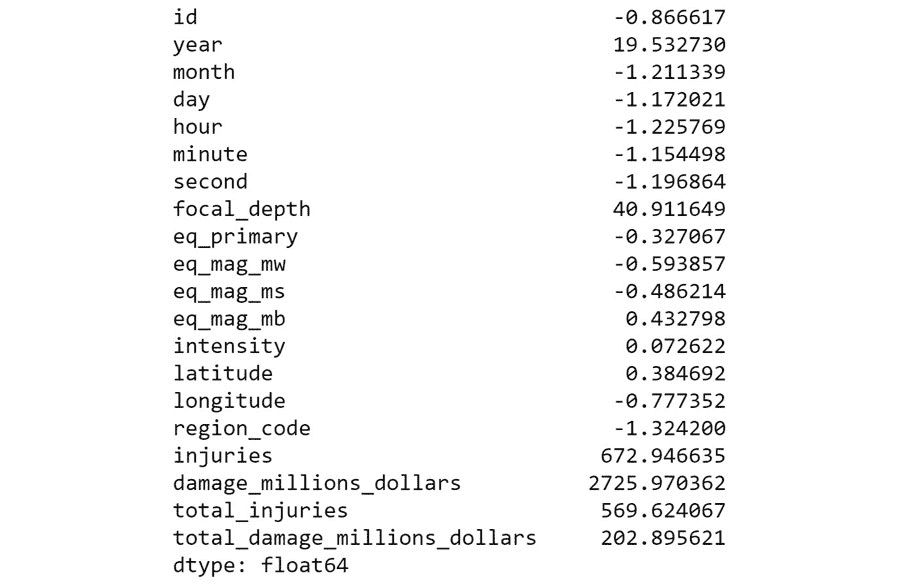 id -0.866617
year 19.532730
month -1.211339
day -1.172021
hour -1.225769
minute -1.154498
second -1.196864
focal_depth 40.911649
eq_primary -0.327067
eq_mag_mw -0.593857
eq_mag_ms -0.486214
eq_mag_mb 0.432798
intensity 0.072622
latitude 0.384692
longitude -0.777352
region_code -1.324200
injuries 672.946635
damage_millions_dollars 2725.970362
total_injuries 569.624067
total_damage_millions_dollars 202.895621
dtype: float64